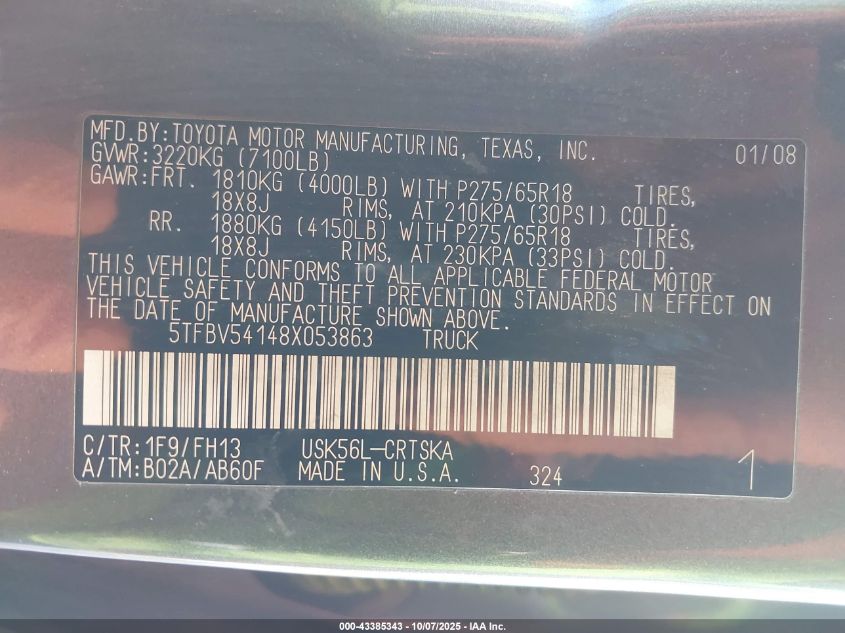 MFD.BY:TOYOTA MOTOR MANUFACTURING, TEXAS, INC. 01/08
GVWR:3220KG (7100LB)
GAWR:FRT. 1810KG (4000LB) WITH P275/65R18 TIRES,
18X8J RIMS, AT 210KPA (30PSI) COLD.
RR. 1880KG (4150LB) WITH P275/65R18 TIRES,
18X8J RIMS, AT 230KPA (33PSI) COLD.
THIS VEHICLE CONFORMS TO ALL APPLICABLE FEDERAL MOTOR
VEHICLE SAFETY AND THEFT PREVENTION STANDARDS IN EFFECT ON
THE DATE OF MANUFACTURE SHOWN ABOVE.
5TFBV54148X053863 TRUCK
C/TR:1F9/FH13 USK56L-CRTSKA
A/TM:B02A/AB60F MADE IN U.S.A. 324 1
000-43385343 - 10/07/2025 - IAA Inc.